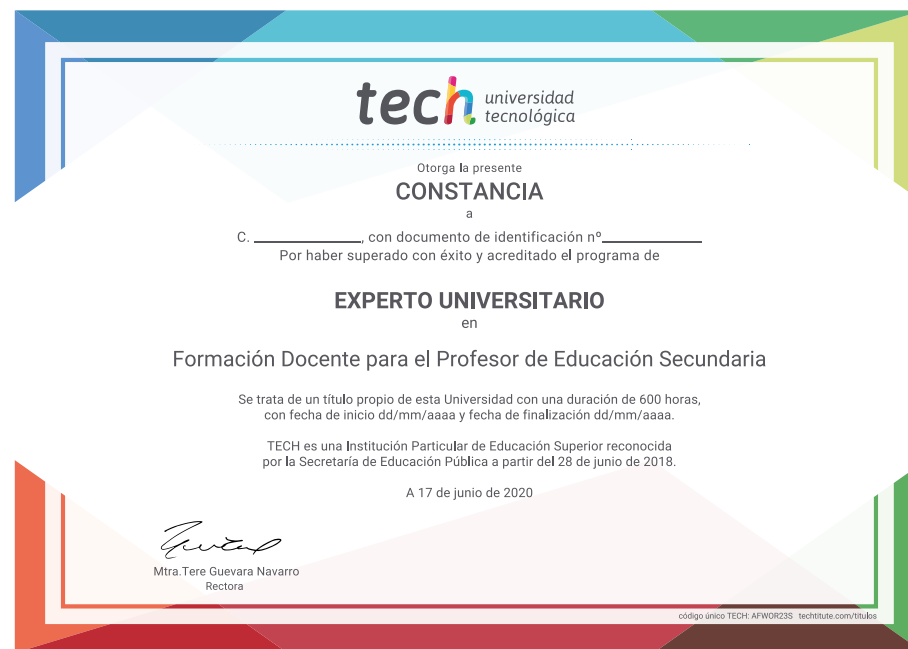 tech universidad
tecnológica
Otorga la presente
CONSTANCIA
a
C. ____________, con documento de identificación nº____________
Por haber superado con éxito y acreditado el programa de
EXPERTO UNIVERSITARIO
en
Formación Docente para el Profesor de Educación Secundaria
Se trata de un título propio de esta Universidad con una duración de 600 horas,
con fecha de inicio dd/mm/aaaa y fecha de finalización dd/mm/aaaa.
TECH es una Institución Particular de Educación Superior reconocida
por la Secretaría de Educación Pública a partir del 28 de junio de 2018.
A 17 de junio de 2020
Mtra.Tere Guevara Navarro
Rectora
código único TECH: AFWOR23S techtitute.com/titulos